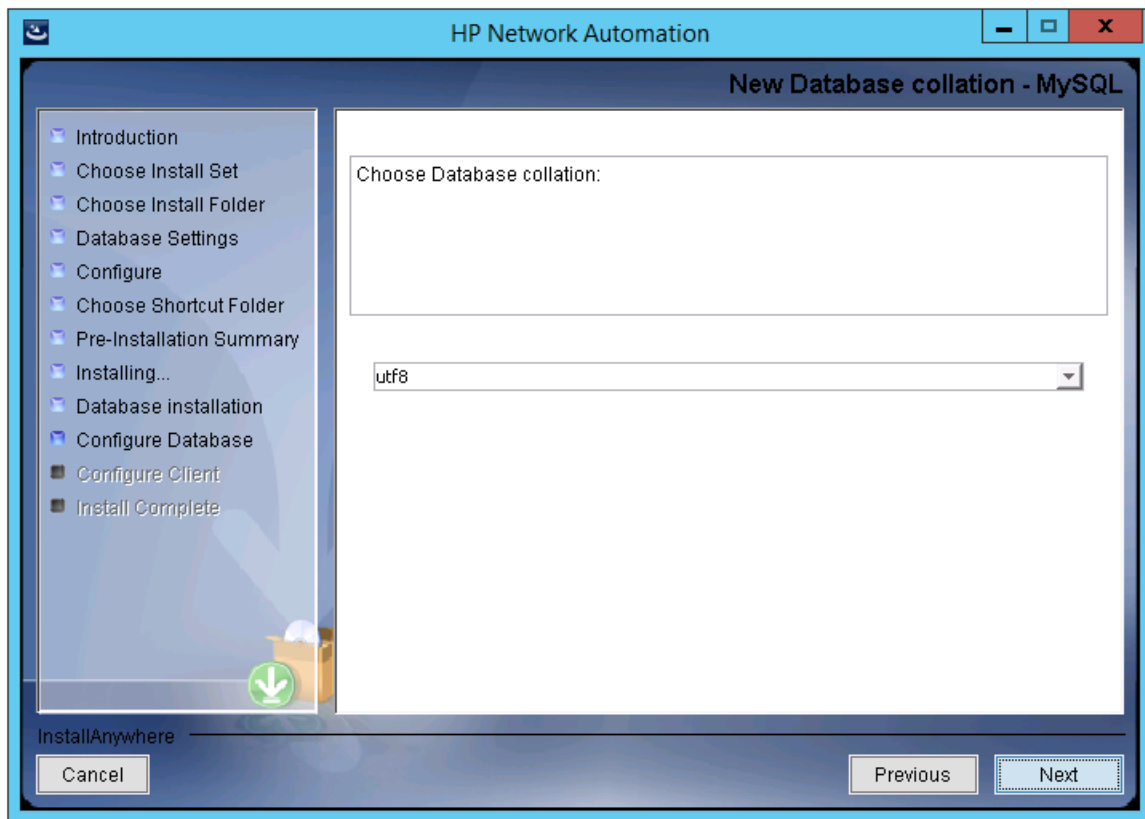 HP Network Automation
New Database collation - MySQL
Introduction
Choose Install Set
Choose Install Folder
Database Settings
Configure
Choose Shortcut Folder
Pre-Installation Summary
Installing...
Database installation
Configure Database
Configure Client
Install Complete
Choose Database collation:
utf8
InstallAnywhere
Cancel
Previous
Next